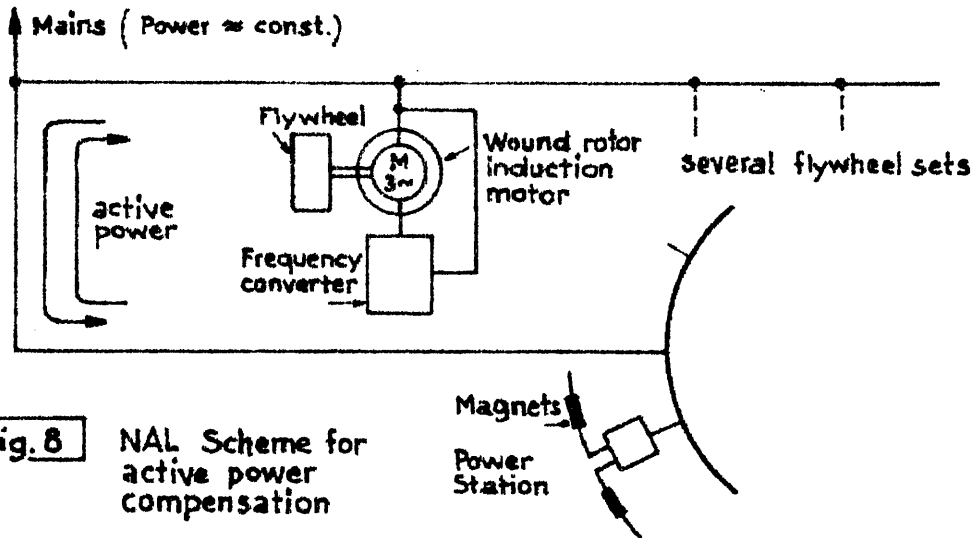 Mains ( Power ≈ const.)
Flywheel
M
3~
Wound rotor
induction
motor
several flywheel sets
active
power
Frequency
converter
Magnets
Power
Station
ig. 8
NAL Scheme for
active power
compensation